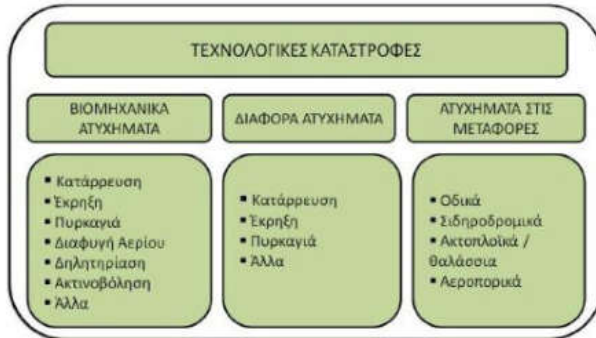 ΤΕΧΝΟΛΟΓΙΚΕΣ ΚΑΤΑΣΤΡΟΦΕΣ
ΒΙΟΜΗΧΑΝΙΚΑ
ΑΤΥΧΗΜΑΤΑ
▪ Κατάρρευση
▪ Έκρηξη
▪ Πυρκαγιά
▪ Διαφυγή Αερίου
▪ Δηλητηρίαση
▪ Ακτινοβόληση
▪ Άλλα
ΔΙΑΦΟΡΑ ΑΤΥΧΗΜΑΤΑ
▪ Κατάρρευση
▪ Έκρηξη
▪ Πυρκαγιά
▪ Άλλα
ΑΤΥΧΗΜΑΤΑ ΣΤΙΣ
ΜΕΤΑΦΟΡΕΣ
▪ Οδικά
▪ Σιδηροδρομικά
▪ Ακτοπλοϊκά /
Θαλάσσια
▪ Αεροπορικά